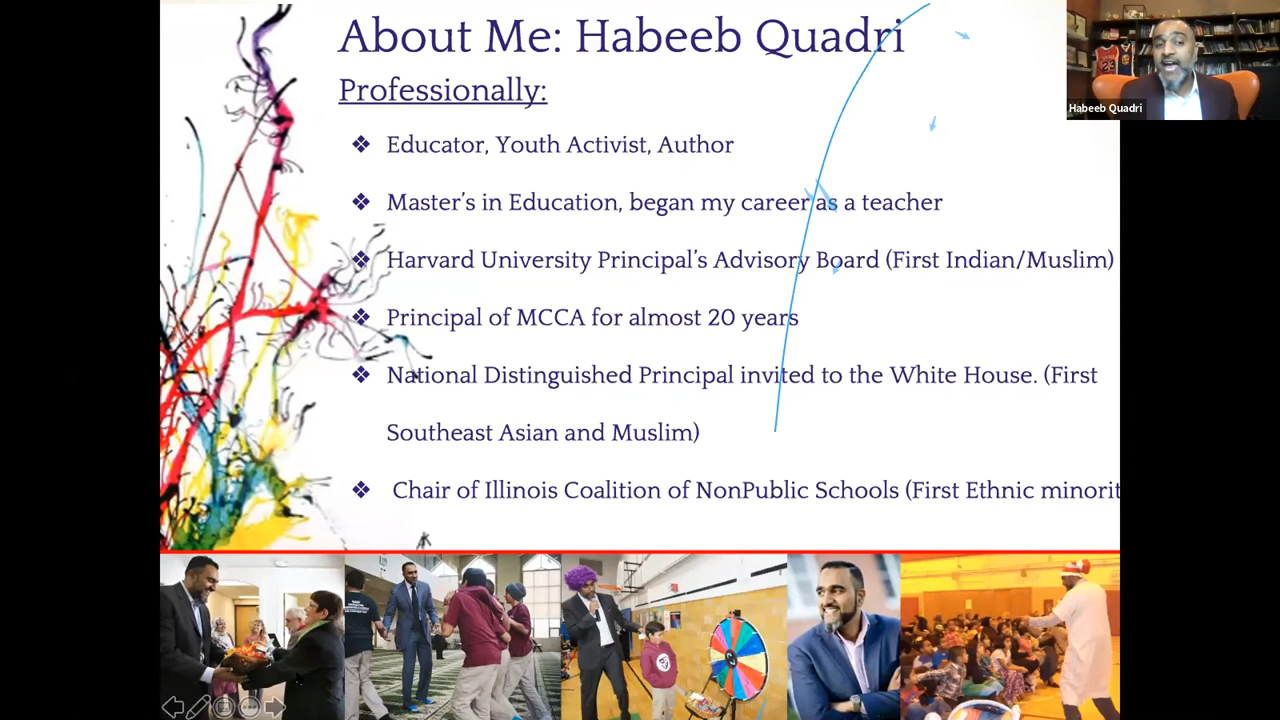 About Me: Habeeb Quadri
Professionally:
❖ Educator, Youth Activist, Author
❖ Master's in Education, began my career as a teacher
❖ Harvard University Principal's Advisory Board (First Indian/Muslim)
❖ Principal of MCCA for almost 20 years
❖ National Distinguished Principal invited to the White House. (First
Southeast Asian and Muslim)
❖ Chair of Illinois Coalition of NonPublic Schools (First Ethnic minorit
Habeeb Quadri
23